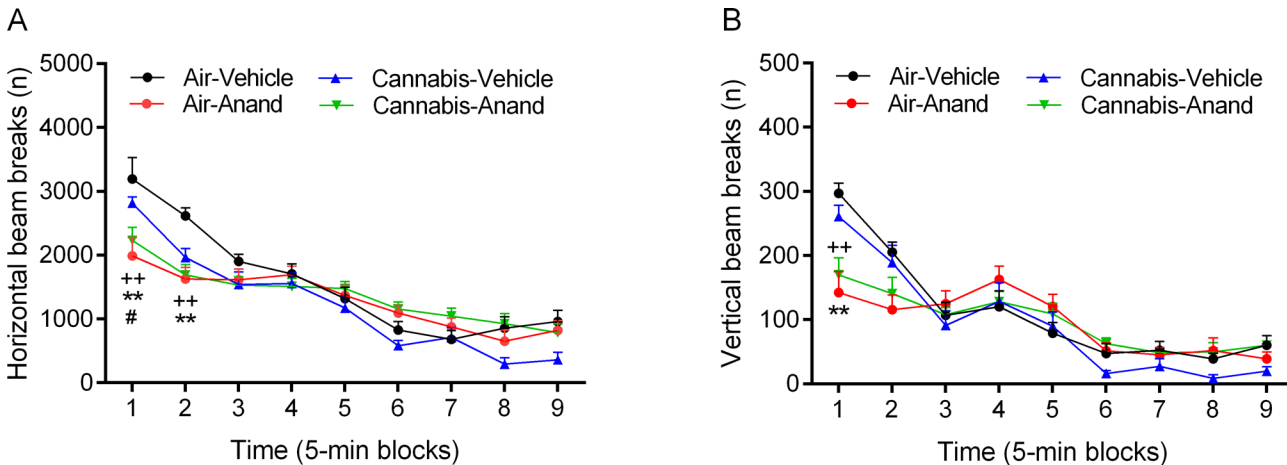 A
Horizontal beam breaks (n)
5000
4000
3000
2000
1000
0
Air-Vehicle
Air-Anand
Cannabis-Vehicle
Cannabis-Anand
++
**
#
++
**
1 2 3 4 5 6 7 8 9
Time (5-min blocks)
B
Vertical beam breaks (n)
500
400
300
200
100
0
Air-Vehicle
Air-Anand
Cannabis-Vehicle
Cannabis-Anand
++
**
1 2 3 4 5 6 7 8 9
Time (5-min blocks)